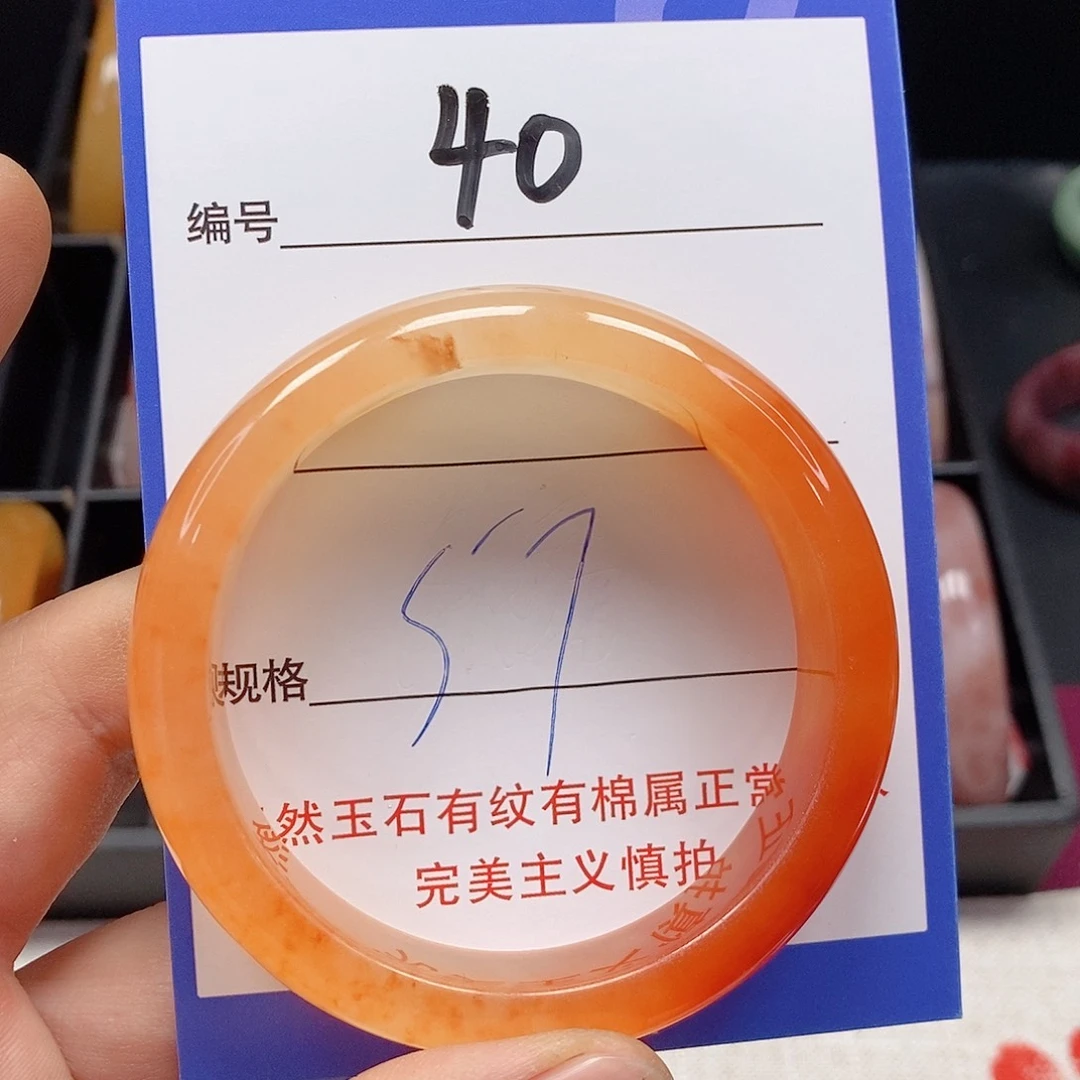 编号 40
规格 57
然玉石有纹有棉属正常
完美主义慎拍